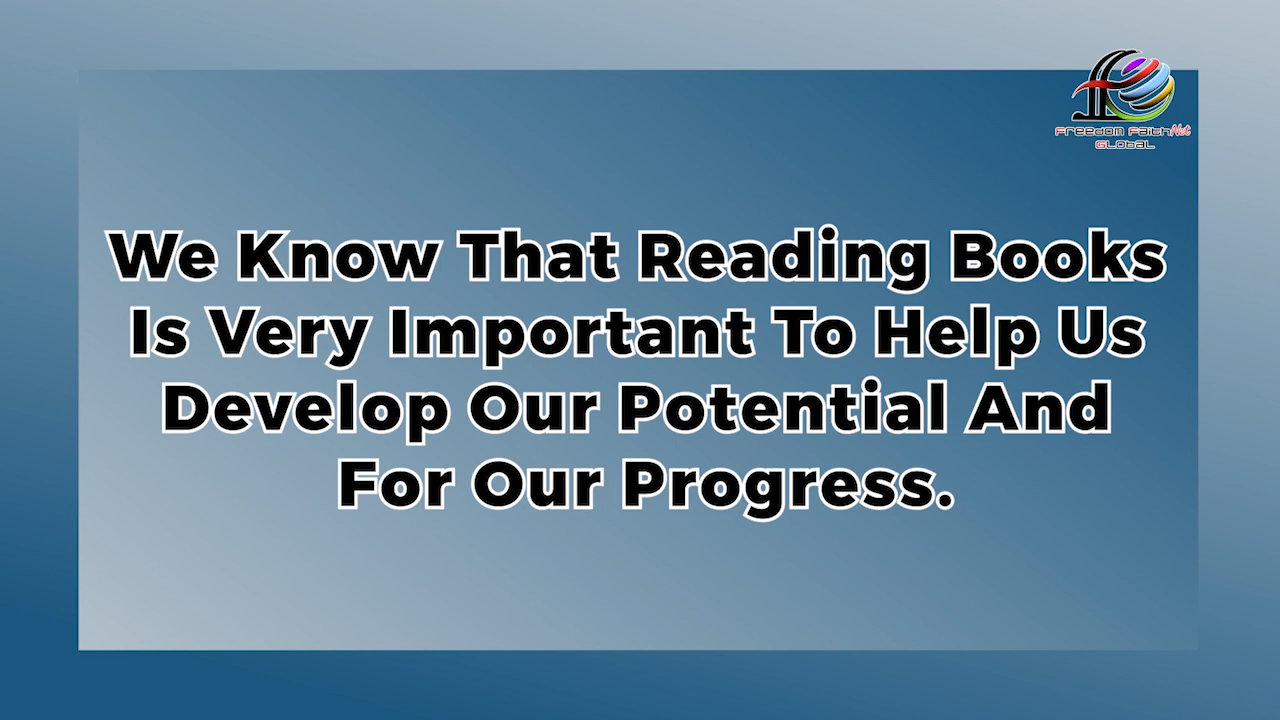 Freedom FaithNet
Global
We Know That Reading Books
Is Very Important To Help Us
Develop Our Potential And
For Our Progress.